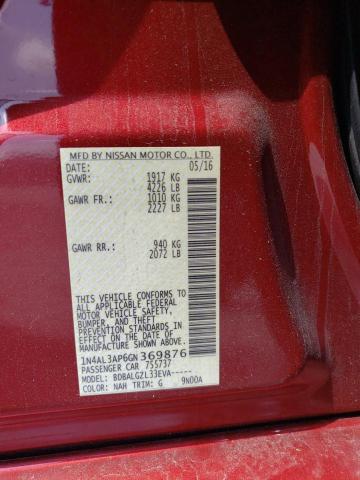 MFD BY NISSAN MOTOR CO., LTD.
DATE: 05/16
GVWR: 1917 KG
4226 LB
GAWR FR.: 1010 KG
2227 LB
GAWR RR.: 940 KG
2072 LB
THIS VEHICLE CONFORMS
TO ALL APPLICABLE FEDERAL
MOTOR VEHICLE SAFETY,
BUMPER, AND THEFT
PREVENTION STANDARDS IN
EFFECT ON THE DATE OF
MANUFACTURE SHOWN ABOVE.
1N4AL3AP6GN369876
PASSENGER CAR 755737
MODEL: BDBALGZL33EVA-----
COLOR: NAH TRIM: G 9N00A